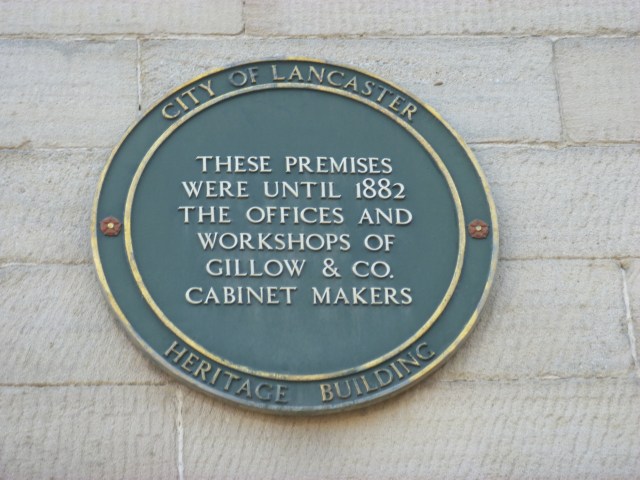 CITY OF LANCASTER
THESE PREMISES
WERE UNTIL 1882
THE OFFICES AND
WORKSHOPS OF
GILLOW & CO.
CABINET MAKERS
HERITAGE BUILDING